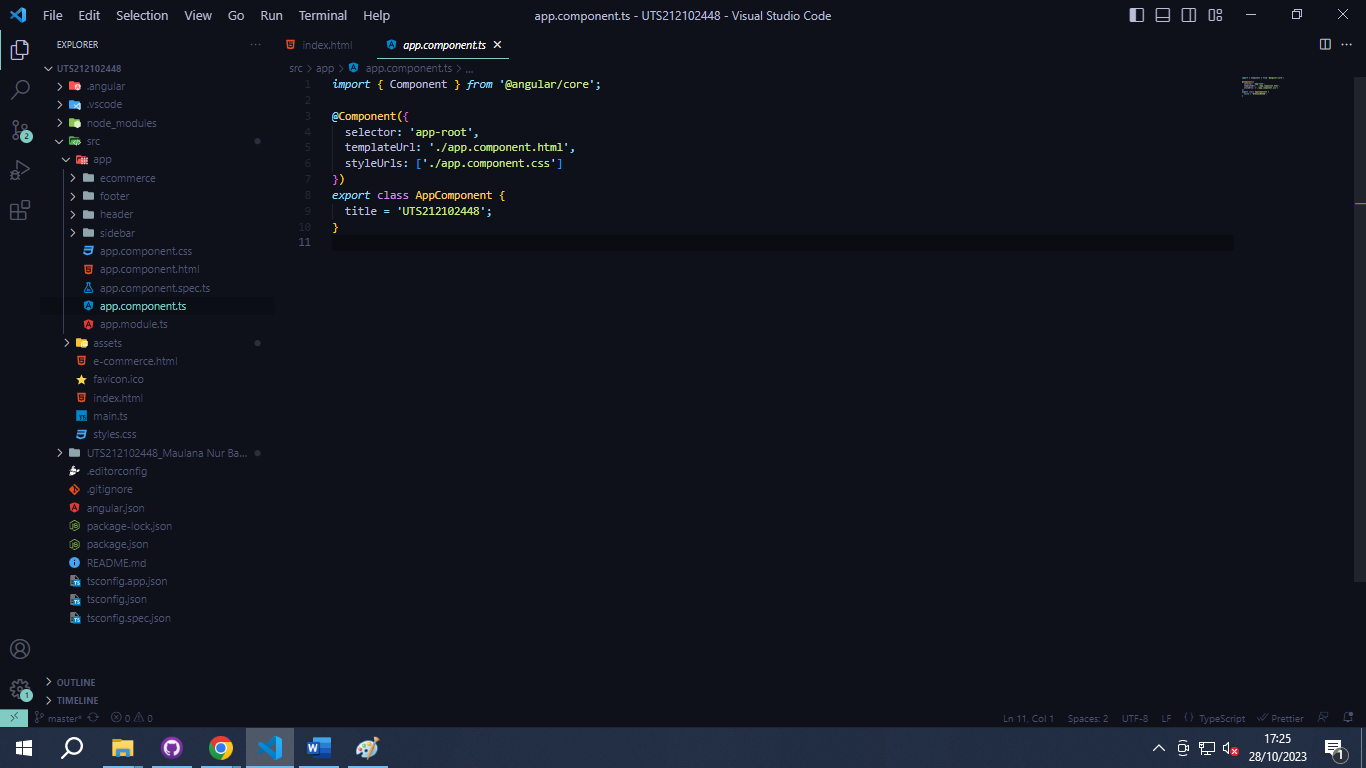 File Edit Selection View Go Run Terminal Help app.component.ts - UTS212102448 - Visual Studio Code
EXPLORER
UTS212102448
.angular
.vscode
node_modules
src
app
ecommerce
footer
header
sidebar
app.component.css
app.component.html
app.component.spec.ts
app.component.ts
app.module.ts
assets
e-commerce.html
favicon.ico
index.html
main.ts
styles.css
UTS212102448_Maulana Nur Ba...
.editorconfig
.gitignore
angular.json
package-lock.json
package.json
README.md
tsconfig.app.json
tsconfig.json
tsconfig.spec.json
OUTLINE
TIMELINE
2
1
index.html app.component.ts
src > app > app.component.ts > ...
1 import { Component } from '@angular/core';
2
3 @Component({
4 selector: 'app-root',
5 templateUrl: './app.component.html',
6 styleUrls: ['./app.component.css']
7 })
8 export class AppComponent {
9 title = 'UTS212102448';
10 }
11
master* 0 0 Ln 11, Col 1 Spaces: 2 UTF-8 LF { } TypeScript Prettier
17:25
28/10/2023
1